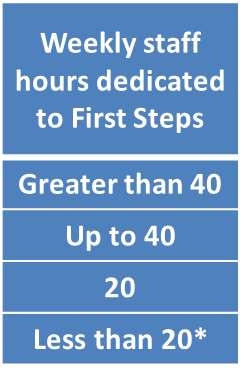 Weekly staff
hours dedicated
to First Steps
Greater than 40
Up to 40
20
Less than 20*